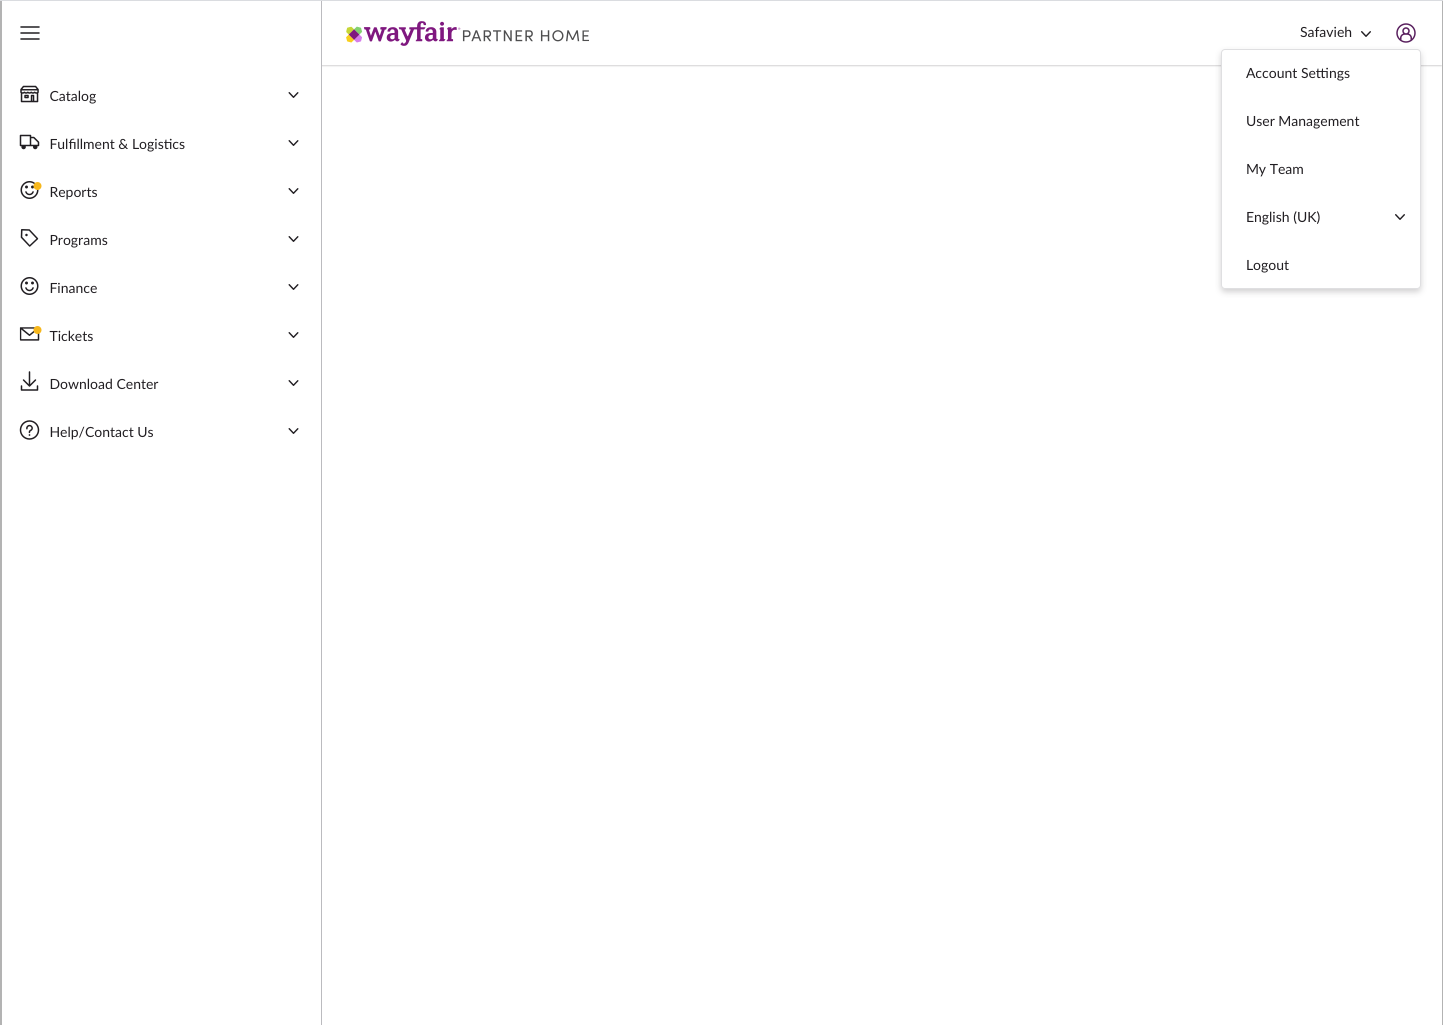 wayfair PARTNER HOME
Safavieh
Catalog
Fulfillment & Logistics
Reports
Programs
Finance
Tickets
Download Center
Help/Contact Us
Account Settings
User Management
My Team
English (UK)
Logout